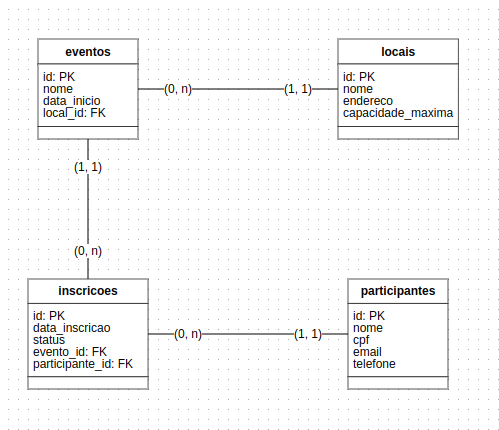 eventos
id: PK
nome
data_inicio
local_id: FK
(0, n)
(1, 1)
locais
id: PK
nome
endereco
capacidade_maxima
(1, 1)
(0, n)
inscricoes
id: PK
data_inscricao
status
evento_id: FK
participante_id: FK
(0, n)
(1, 1)
participantes
id: PK
nome
cpf
email
telefone